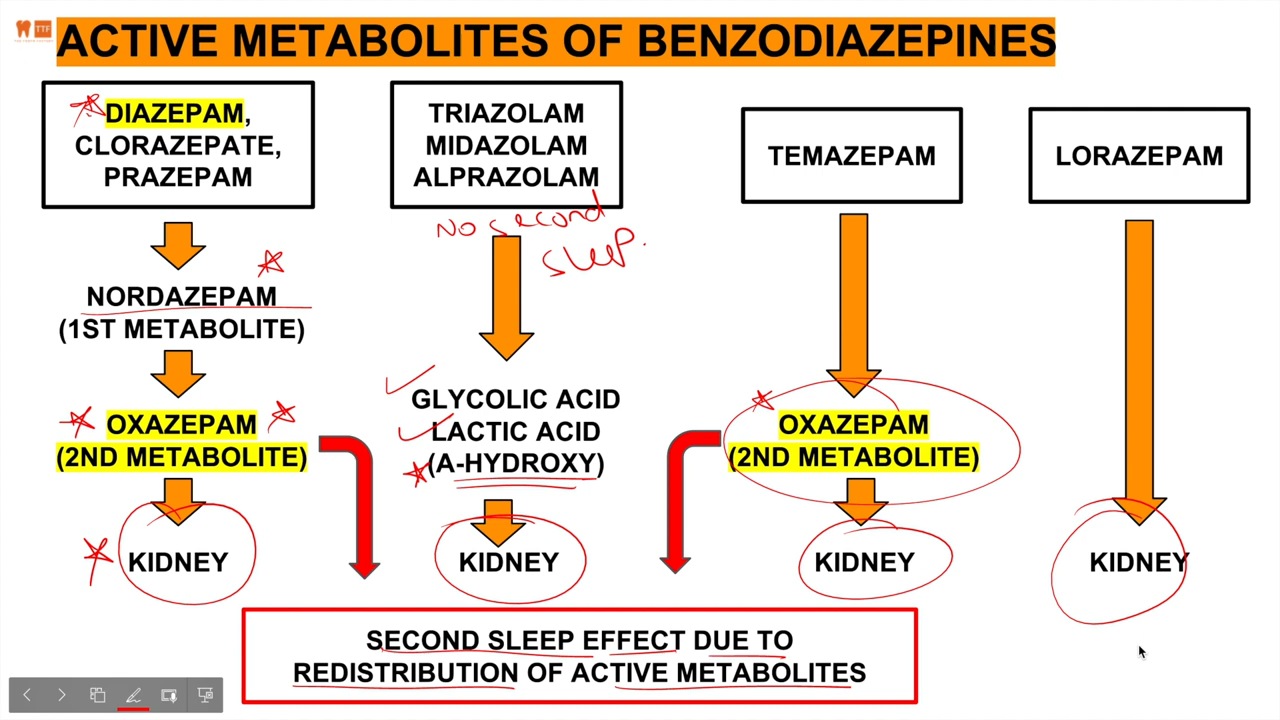 TTF
ACTIVE METABOLITES OF BENZODIAZEPINES
DIAZEPAM,
CLORAZEPATE,
PRAZEPAM
NORDAZEPAM
(1ST METABOLITE)
OXAZEPAM
(2ND METABOLITE)
KIDNEY
TRIAZOLAM
MIDAZOLAM
ALPRAZOLAM
No second
sleep.
GLYCOLIC ACID
LACTIC ACID
(A-HYDROXY)
KIDNEY
TEMAZEPAM
OXAZEPAM
(2ND METABOLITE)
KIDNEY
LORAZEPAM
KIDNEY
SECOND SLEEP EFFECT DUE TO
REDISTRIBUTION OF ACTIVE METABOLITES